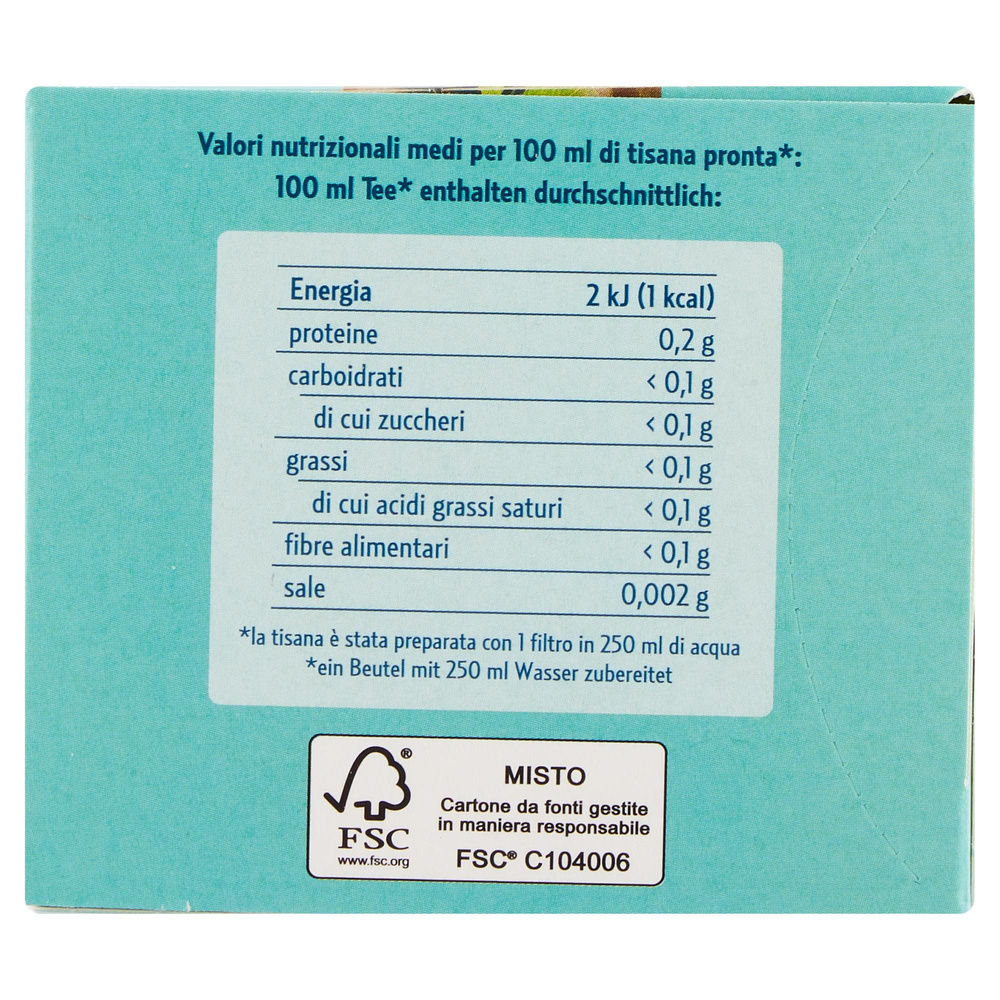 Valori nutrizionali medi per 100 ml di tisana pronta*:
100 ml Tee* enthalten durchschnittlich:
Energia 2 kJ (1 kcal)
proteine 0,2 g
carboidrati < 0,1 g
di cui zuccheri < 0,1 g
grassi < 0,1 g
di cui acidi grassi saturi < 0,1 g
fibre alimentari < 0,1 g
sale 0,002 g
*la tisana è stata preparata con 1 filtro in 250 ml di acqua
*ein Beutel mit 250 ml Wasser zubereitet
®
FSC
www.fsc.org
MISTO
Cartone da fonti gestite
in maniera responsabile
FSC® C104006